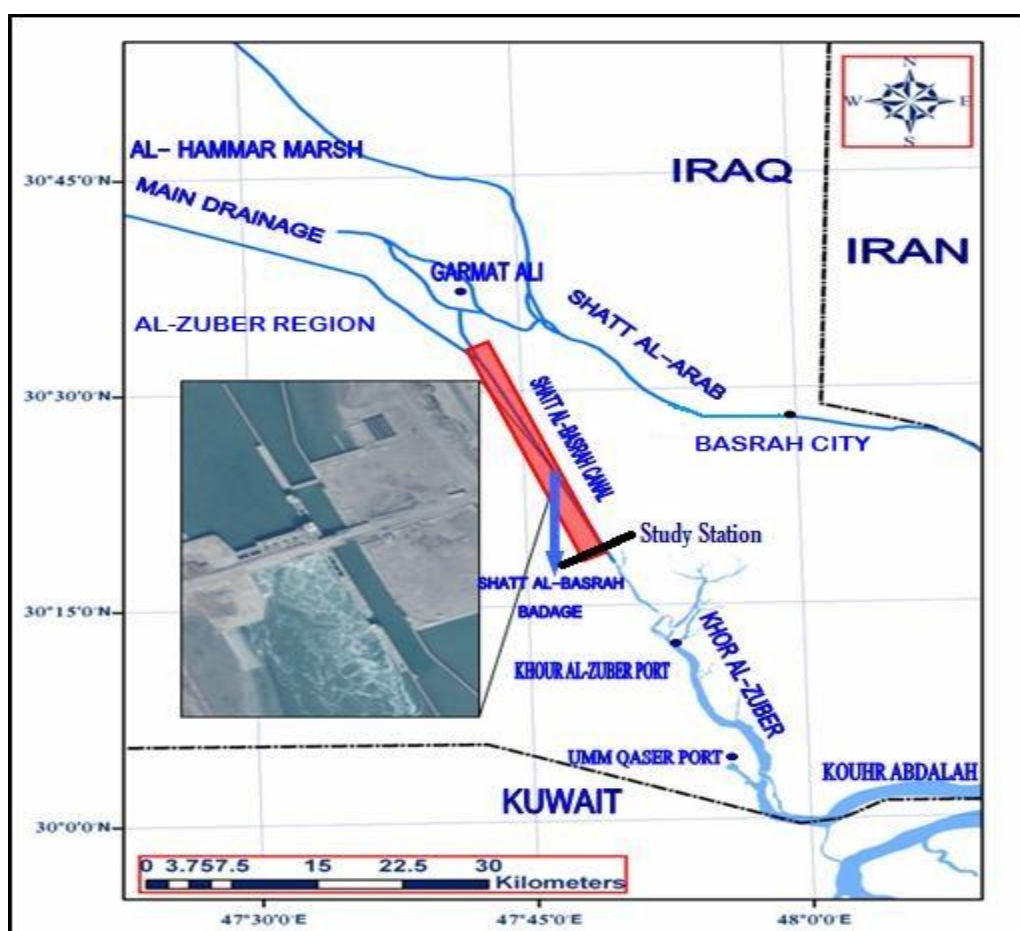 N
W E
S
AL- HAMMAR MARSH
IRAQ
30°45'0"N
MAIN DRAINAGE
IRAN
GARMAT ALI
SHATT AL-ARAB
AL-ZUBER REGION
30°30'0"N
SHATT AL-BASRAH CANAL
BASRAH CITY
Study Station
SHATT AL-BASRAH
BADAGE
30°15'0"N
KHOUR AL-ZUBER PORT
KHOR AL-ZUBER
UMM QASER PORT
KOUHR ABDALAH
KUWAIT
30°0'0"N
0 3.75 7.5 15 22.5 30
Kilometers
47°30'0"E 47°45'0"E 48°0'0"E